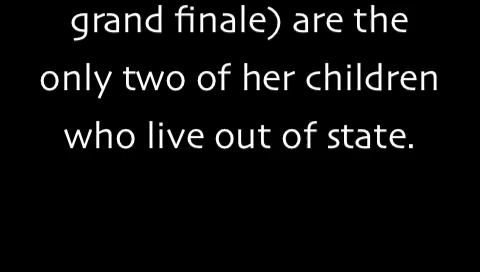 grand finale) are the
only two of her children
who live out of state.